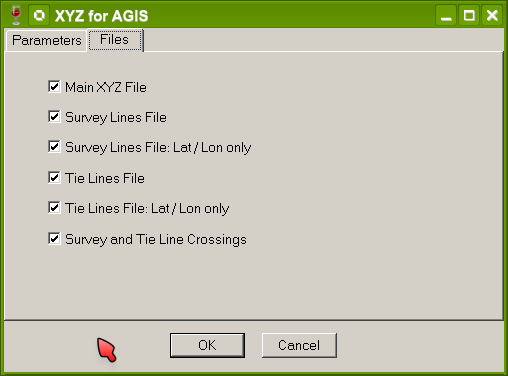 XYZ for AGIS
Parameters Files
Main XYZ File
Survey Lines File
Survey Lines File: Lat / Lon only
Tie Lines File
Tie Lines File: Lat / Lon only
Survey and Tie Line Crossings
OK Cancel